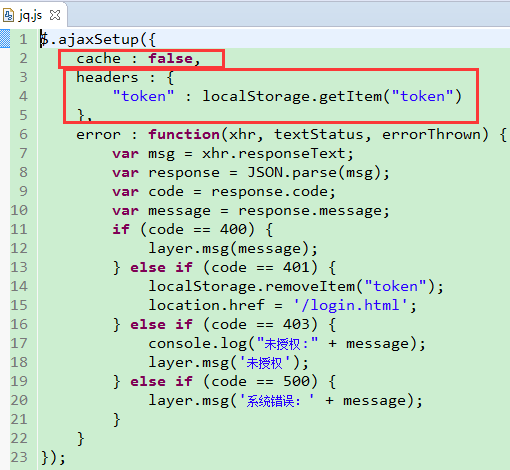 jq.js
1 $.ajaxSetup({
2     cache : false,
3     headers : {
4         "token" : localStorage.getItem("token")
5     },
6     error : function(xhr, textStatus, errorThrown) {
7         var msg = xhr.responseText;
8         var response = JSON.parse(msg);
9         var code = response.code;
10         var message = response.message;
11         if (code == 400) {
12             layer.msg(message);
13         } else if (code == 401) {
14             localStorage.removeItem("token");
15             location.href = '/login.html';
16         } else if (code == 403) {
17             console.log("未授权:" + message);
18             layer.msg('未授权');
19         } else if (code == 500) {
20             layer.msg('系统错误：' + message);
21         }
22     }
23 });